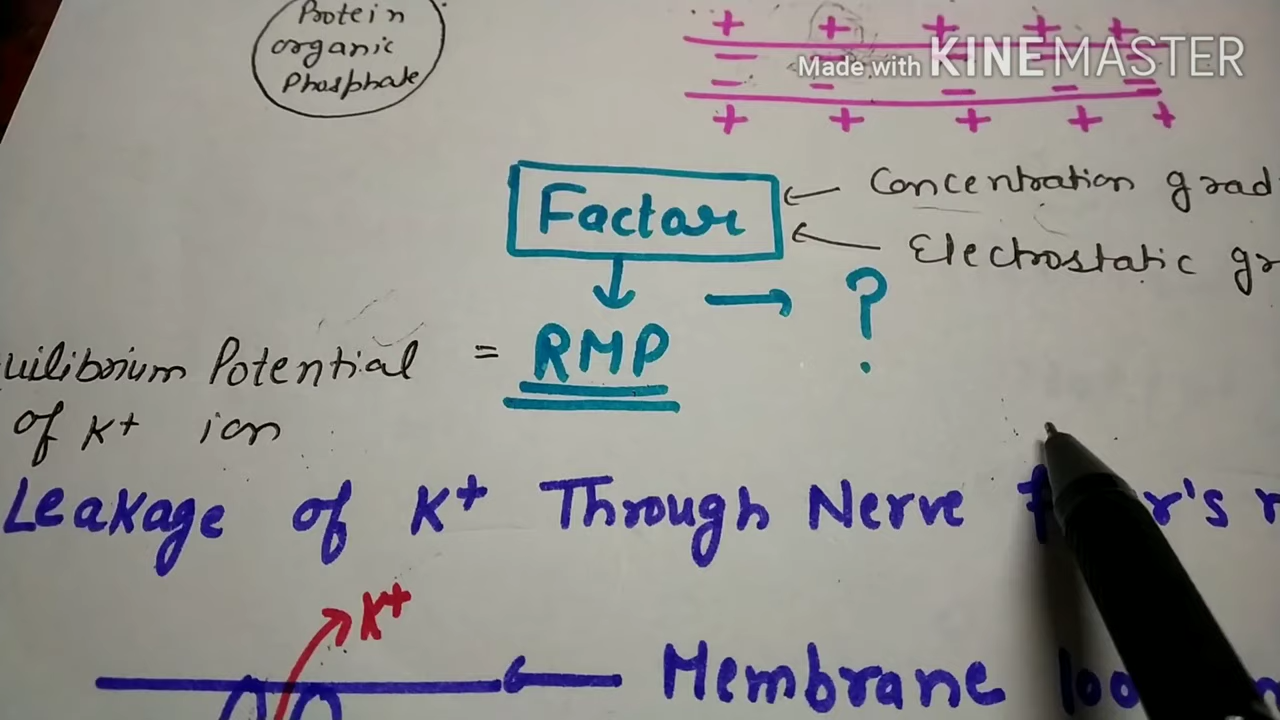 Protein
organic
Phosphate
+ + + + +
Made with KINEMASTER
− − − − −
+ + + + +
Factor
Concentration grad
Electrostatic gr
?
uilibrium Potential = RMP
of K+ ion
Leakage of K+ Through Nerve
K+
Membrane